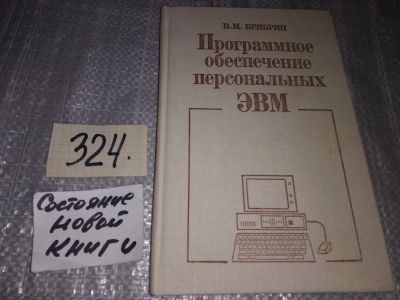 В.М. БРЯБРИН
Программное
обеспечение
персональных
ЭВМ
324.
Состояние
новой
книги